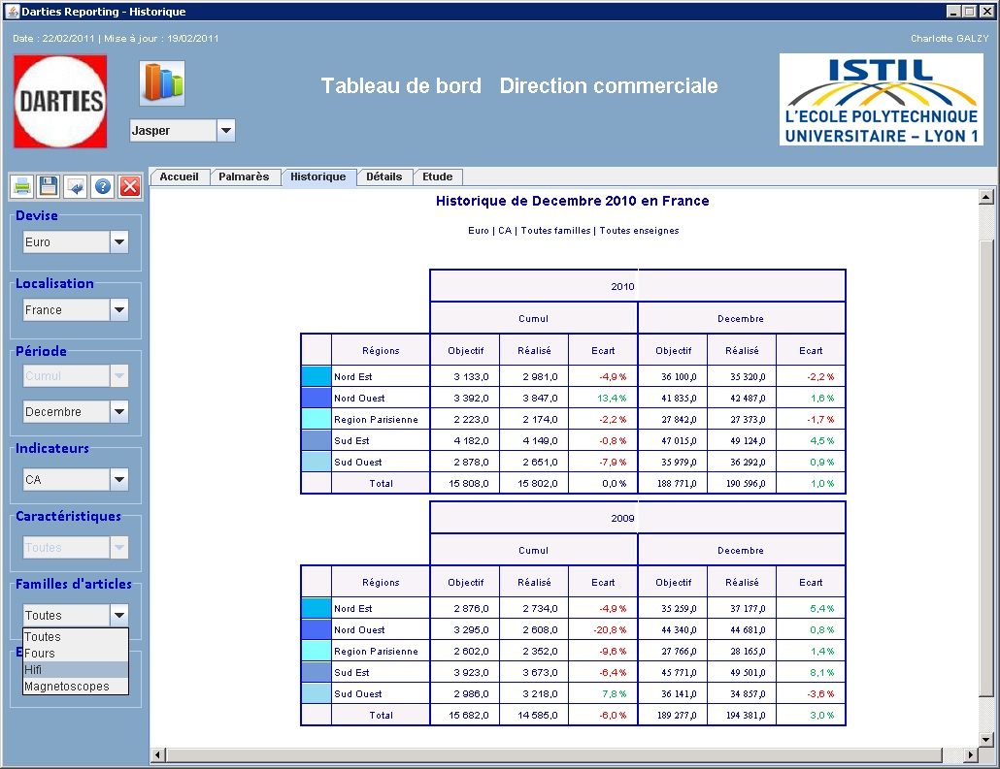 Darties Reporting - Historique
Date : 22/02/2011 | Mise à jour : 19/02/2011
Charlotte GALZY
DARTIES
Jasper
Tableau de bord Direction commerciale
ISTIL
L'ECOLE POLYTECHNIQUE
UNIVERSITAIRE – LYON 1
Accueil Palmarès Historique Détails Etude
Devise
Euro
Localisation
France
Période
Cumul
Decembre
Indicateurs
CA
Caractéristiques
Toutes
Familles d'articles
Toutes
Toutes
Fours
Hifi
Magnetoscopes
Historique de Decembre 2010 en France
Euro | CA | Toutes familles | Toutes enseignes
2010
Cumul Decembre
Régions Objectif Réalisé Ecart Objectif Réalisé Ecart
Nord Est 3 133,0 2 981,0 -4,9 % 36 100,0 35 320,0 -2,2 %
Nord Ouest 3 392,0 3 847,0 13,4 % 41 835,0 42 487,0 1,6 %
Region Parisienne 2 223,0 2 174,0 -2,2 % 27 842,0 27 373,0 -1,7 %
Sud Est 4 182,0 4 149,0 -0,8 % 47 015,0 49 124,0 4,5 %
Sud Ouest 2 878,0 2 651,0 -7,9 % 35 979,0 36 292,0 0,9 %
Total 15 808,0 15 802,0 0,0 % 188 771,0 190 596,0 1,0 %
2009
Cumul Decembre
Régions Objectif Réalisé Ecart Objectif Réalisé Ecart
Nord Est 2 876,0 2 734,0 -4,9 % 35 259,0 37 177,0 5,4 %
Nord Ouest 3 295,0 2 608,0 -20,8 % 44 340,0 44 681,0 0,8 %
Region Parisienne 2 602,0 2 352,0 -9,6 % 27 766,0 28 165,0 1,4 %
Sud Est 3 923,0 3 673,0 -6,4 % 45 771,0 49 501,0 8,1 %
Sud Ouest 2 986,0 3 218,0 7,8 % 36 141,0 34 857,0 -3,6 %
Total 15 682,0 14 585,0 -6,0 % 189 277,0 194 381,0 3,0 %